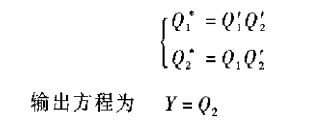 Q₁* = Q₁′Q₂′
Q₂* = Q₁Q₂′
输出方程为 Y = Q₂